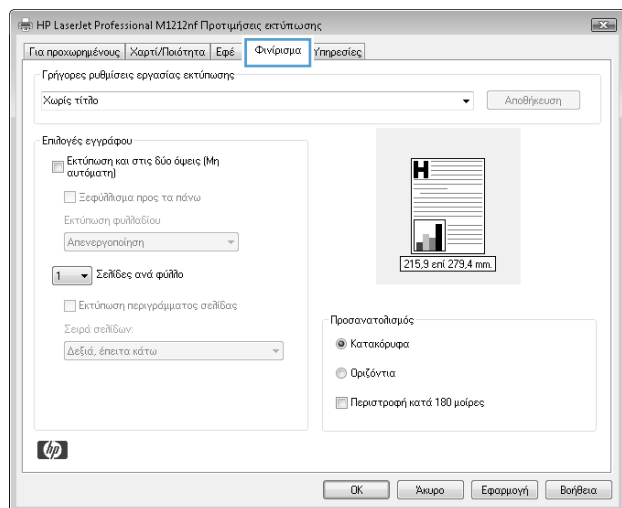 HP LaserJet Professional M1212nf Προτιμήσεις εκτύπωσης
Για προχωρημένους Χαρτί/Ποιότητα Εφέ Φινίρισμα Υπηρεσίες
Γρήγορες ρυθμίσεις εργασίας εκτύπωσης
Χωρίς τίτλο Αποθήκευση
Επιλογές εγγράφου
Εκτύπωση και στις δύο όψεις (Μη
αυτόματη)
Ξεφύλλισμα προς τα πάνω
Εκτύπωση φυλλαδίου
Απενεργοποίηση
1 Σελίδες ανά φύλλο
Εκτύπωση περιγράμματος σελίδας
Σειρά σελίδων:
Δεξιά, έπειτα κάτω
H
215,9 επί 279,4 mm.
Προσανατολισμός
Κατακόρυφα
Οριζόντια
Περιστροφή κατά 180 μοίρες
hp
OK Άκυρο Εφαρμογή Βοήθεια